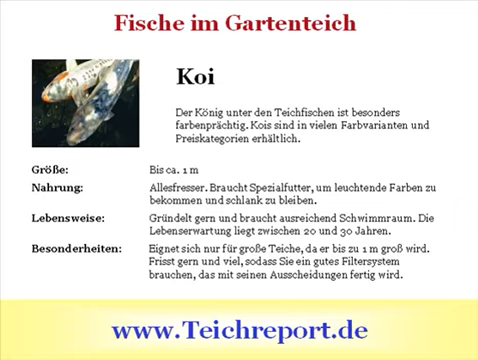 Fische im Gartenteich
Koi
Der König unter den Teichfischen ist besonders
farbenprächtig. Kois sind in vielen Farbvarianten und
Preiskategorien erhältlich.
Größe: Bis ca. 1 m
Nahrung: Allesfresser. Braucht Spezialfutter, um leuchtende Farben zu
bekommen und schlank zu bleiben.
Lebensweise: Gründelt gern und braucht ausreichend Schwimmraum. Die
Lebenserwartung liegt zwischen 20 und 30 Jahren.
Besonderheiten: Eignet sich nur für große Teiche, da er bis zu 1 m groß wird.
Frisst gern und viel, sodass Sie ein gutes Filtersystem
brauchen, das mit seinen Ausscheidungen fertig wird.
www.Teichreport.de